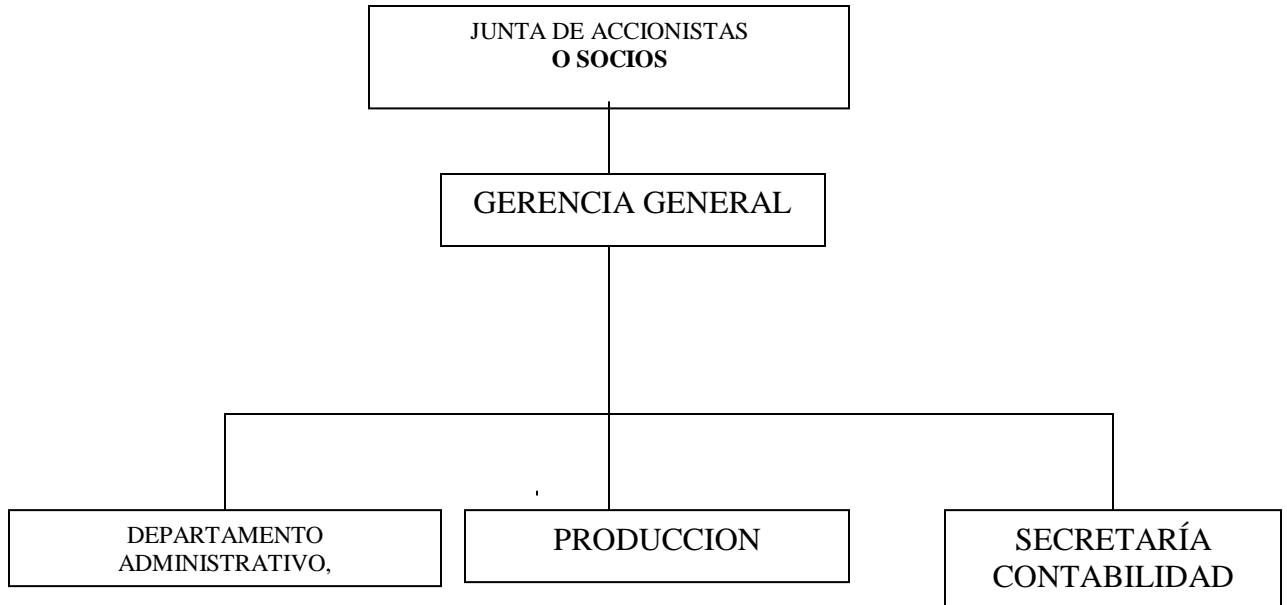 JUNTA DE ACCIONISTAS
O SOCIOS
GERENCIA GENERAL
DEPARTAMENTO
ADMINISTRATIVO,
PRODUCCION
SECRETARÍA
CONTABILIDAD